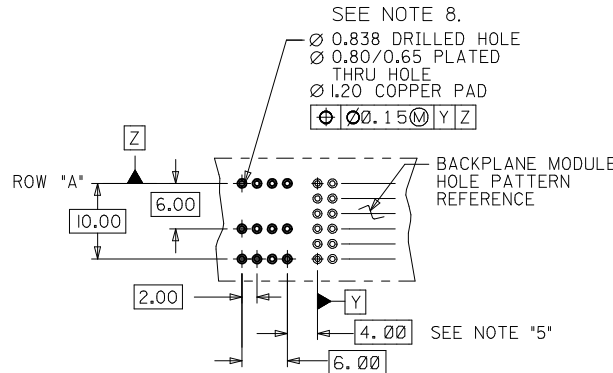 SEE NOTE 8.
Ø 0.838 DRILLED HOLE
Ø 0.80/0.65 PLATED
THRU HOLE
Ø 1.20 COPPER PAD
⌖ Ø0.15Ⓜ Y Z
Z
ROW "A"
BACKPLANE MODULE
HOLE PATTERN
REFERENCE
6.00
10.00
2.00
Y
4.00 SEE NOTE "5"
6.00